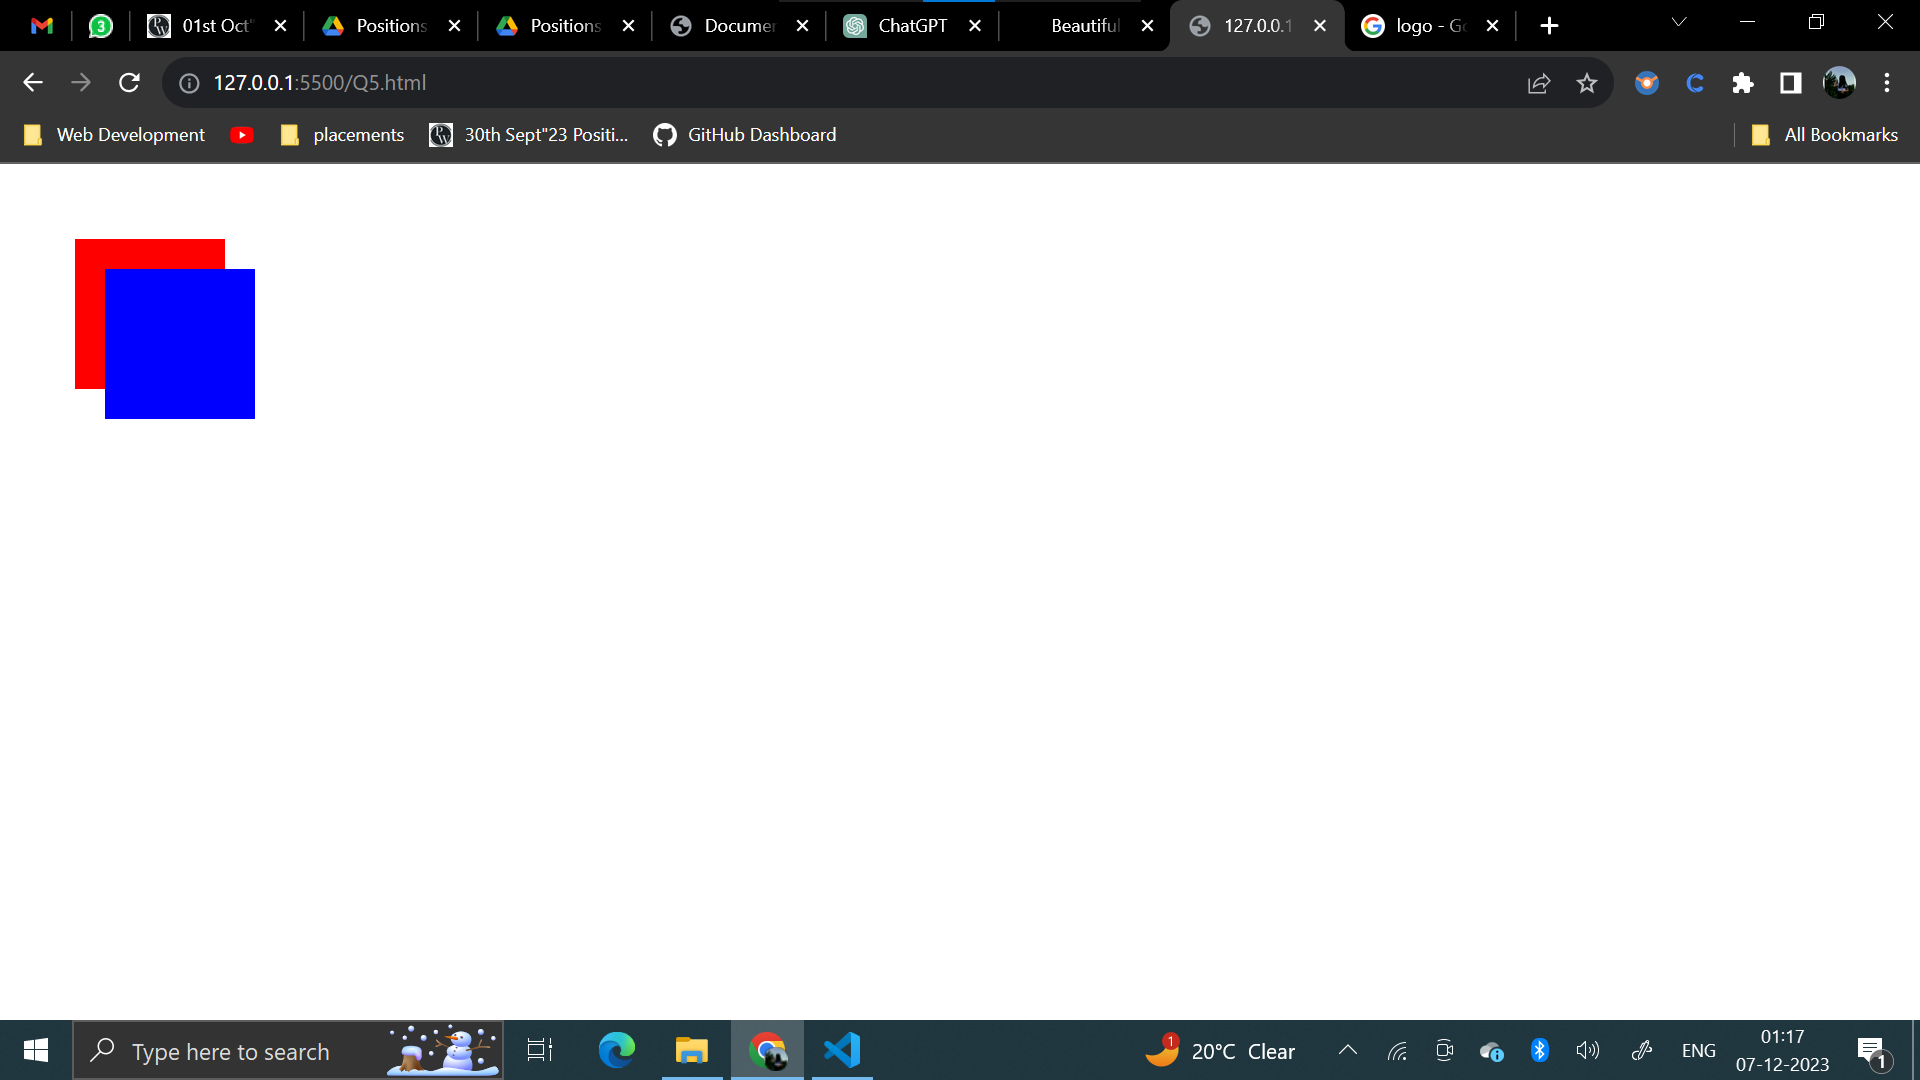 3
01st Oct"
Positions
Positions
Documen
ChatGPT
Beautiful
127.0.0.1
logo - Go
127.0.0.1:5500/Q5.html
Web Development
placements
30th Sept"23 Positi...
GitHub Dashboard
All Bookmarks
Type here to search
1
20°C Clear
ENG
01:17
07-12-2023
1